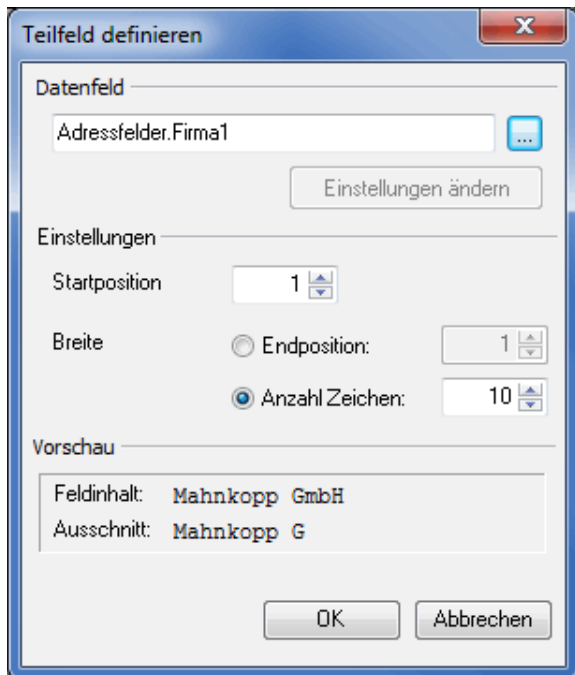 Teilfeld definieren
Datenfeld
Adressfelder.Firma1
...
Einstellungen ändern
Einstellungen
Startposition 1
Breite Endposition: 1
Anzahl Zeichen: 10
Vorschau
Feldinhalt: Mahnkopp GmbH
Ausschnitt: Mahnkopp G
OK Abbrechen